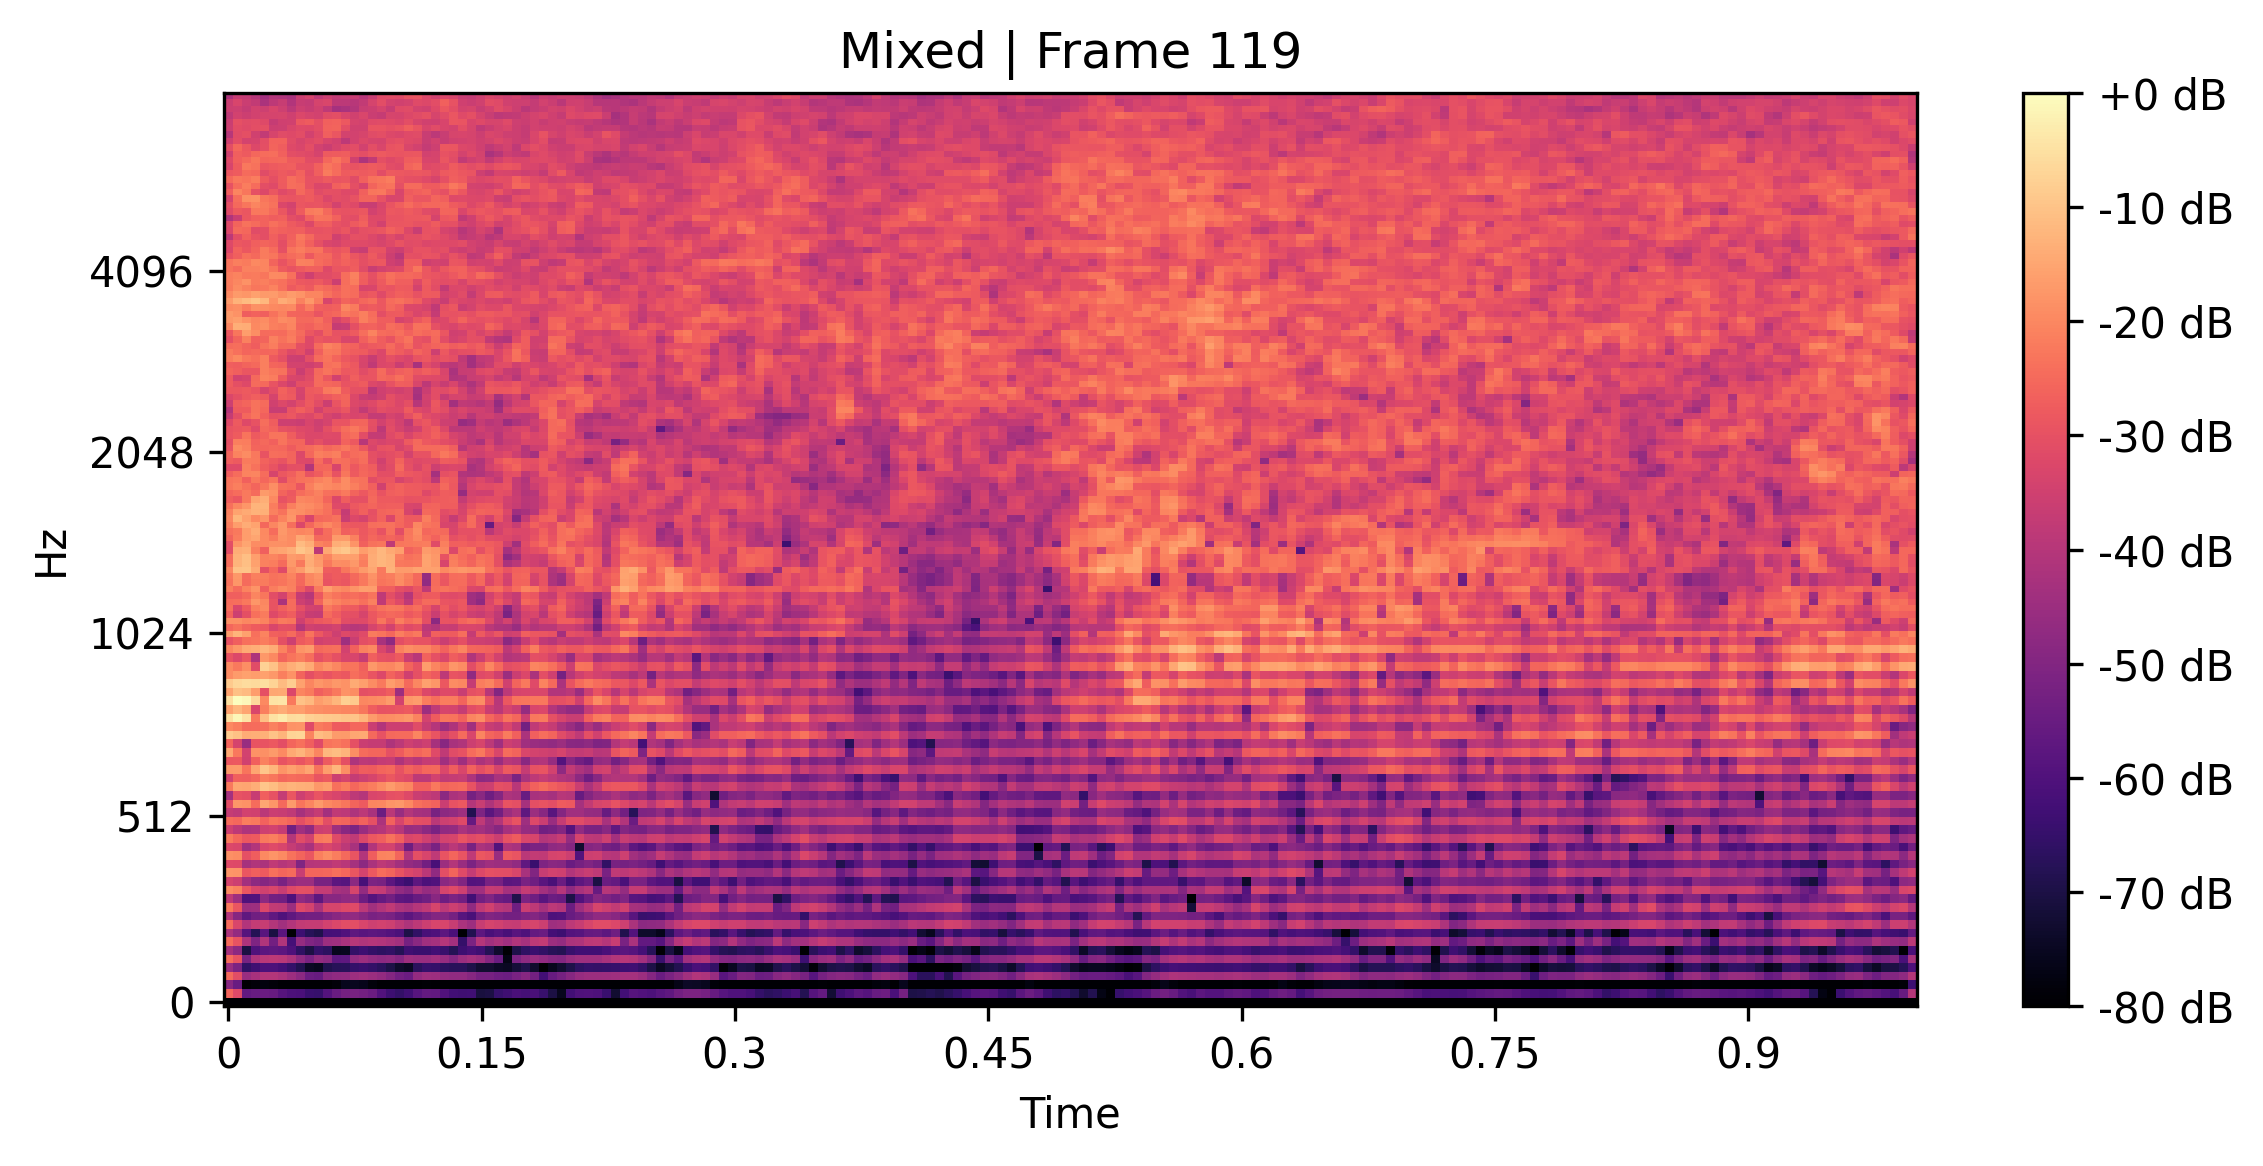 Mixed | Frame 119
+0 dB
-10 dB
-20 dB
-30 dB
-40 dB
-50 dB
-60 dB
-70 dB
-80 dB
Hz
4096
2048
1024
512
0
0 0.15 0.3 0.45 0.6 0.75 0.9
Time